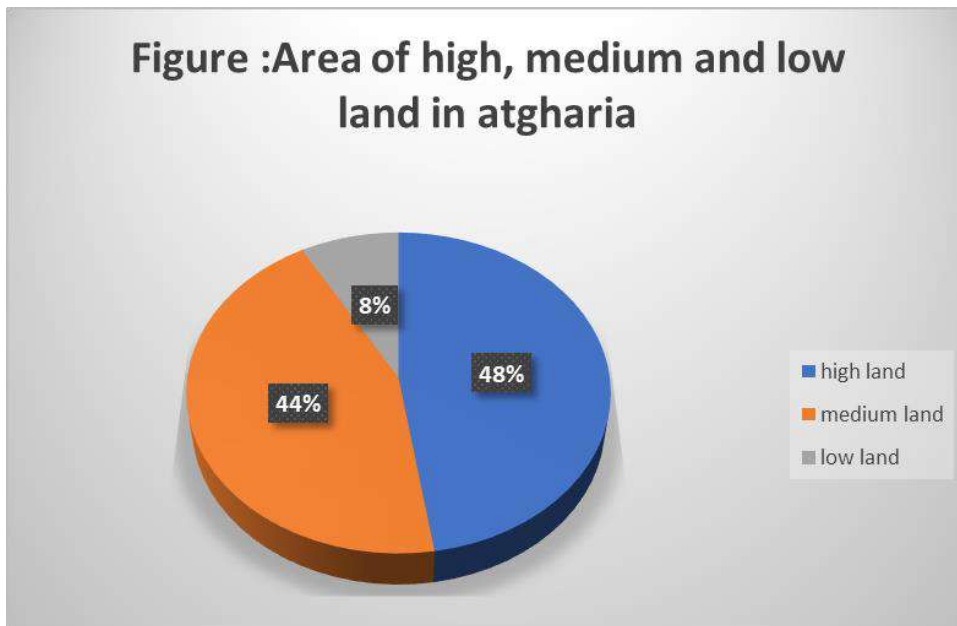 Figure :Area of high, medium and low
land in atgharia
8%
48%
44%
high land
medium land
low land